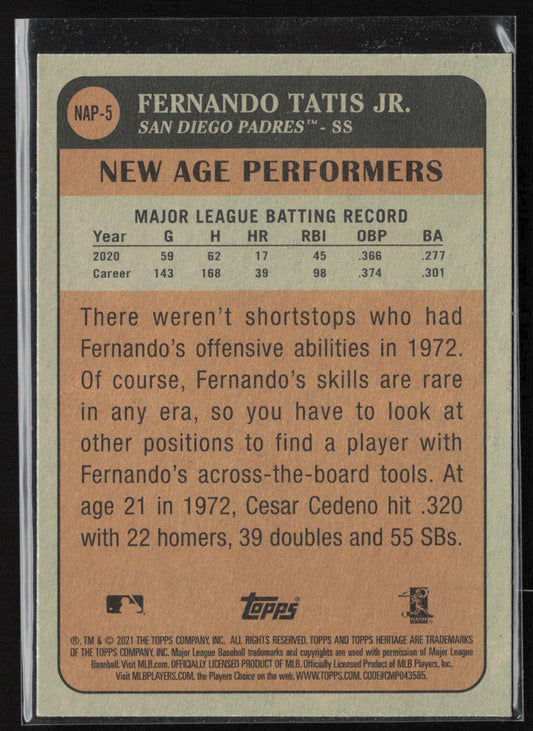 NAP-5
FERNANDO TATIS JR.
SAN DIEGO PADRES™ - SS
NEW AGE PERFORMERS
MAJOR LEAGUE BATTING RECORD
Year G H HR RBI OBP BA
2020 59 62 17 45 .366 .277
Career 143 168 39 98 .374 .301
There weren't shortstops who had
Fernando's offensive abilities in 1972.
Of course, Fernando's skills are rare
in any era, so you have to look at
other positions to find a player with
Fernando's across-the-board tools. At
age 21 in 1972, Cesar Cedeno hit .320
with 22 homers, 39 doubles and 55 SBs.
topps®
®, TM & © 2021 THE TOPPS COMPANY, INC. ALL RIGHTS RESERVED. TOPPS AND TOPPS HERITAGE ARE TRADEMARKS
OF THE TOPPS COMPANY, INC. Major League Baseball trademarks and copyrights are used with permission of Major League
Baseball. Visit MLB.com. OFFICIALLY LICENSED PRODUCT OF MLB. Officially Licensed Product of MLB Players, Inc.
Visit MLBPLAYERS.com, the Players Choice on the web. WWW.TOPPS.COM. CODE#CMP043585.